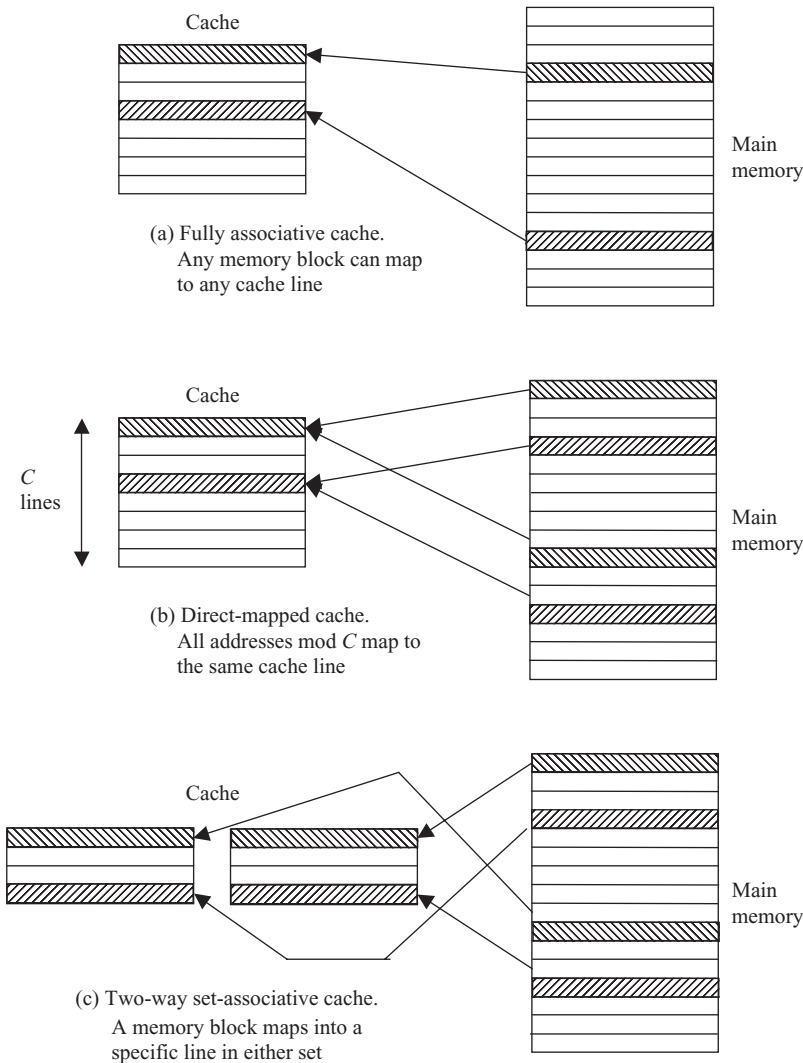 Cache
Main
memory
(a) Fully associative cache.
Any memory block can map
to any cache line
Cache
C
lines
Main
memory
(b) Direct-mapped cache.
All addresses mod C map to
the same cache line
Cache
Main
memory
(c) Two-way set-associative cache.
A memory block maps into a
specific line in either set